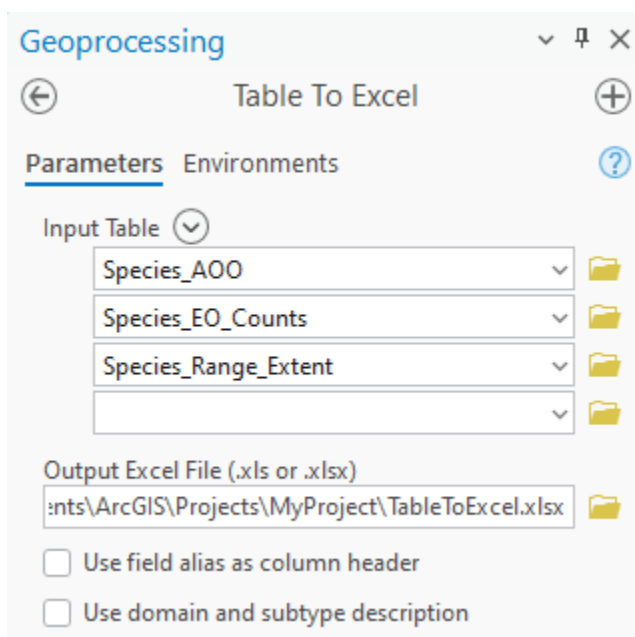 Geoprocessing
Table To Excel
Parameters Environments
Input Table
Species_AOO
Species_EO_Counts
Species_Range_Extent
Output Excel File (.xls or .xlsx)
ents\ArcGIS\Projects\MyProject\TableToExcel.xlsx
Use field alias as column header
Use domain and subtype description